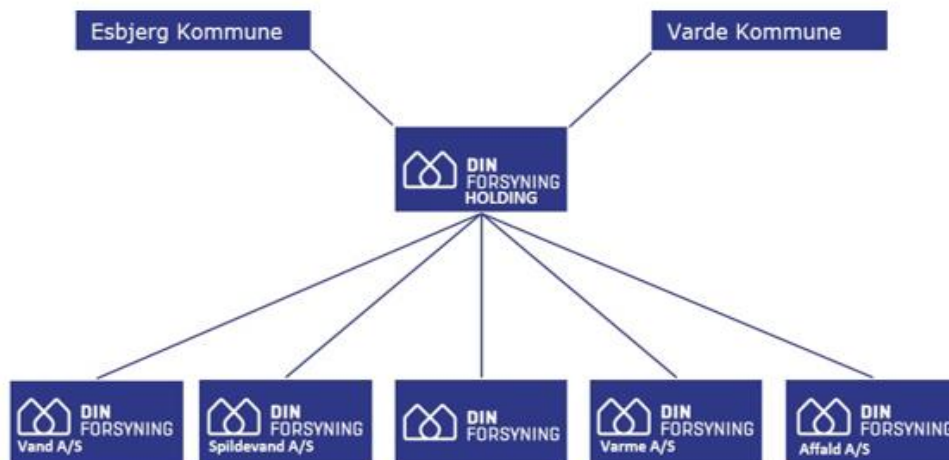 Esbjerg Kommune
Varde Kommune
DIN
FORSYNING
HOLDING
DIN
FORSYNING
Vand A/S
DIN
FORSYNING
Spildevand A/S
DIN
FORSYNING
DIN
FORSYNING
Varme A/S
DIN
FORSYNING
Affald A/S